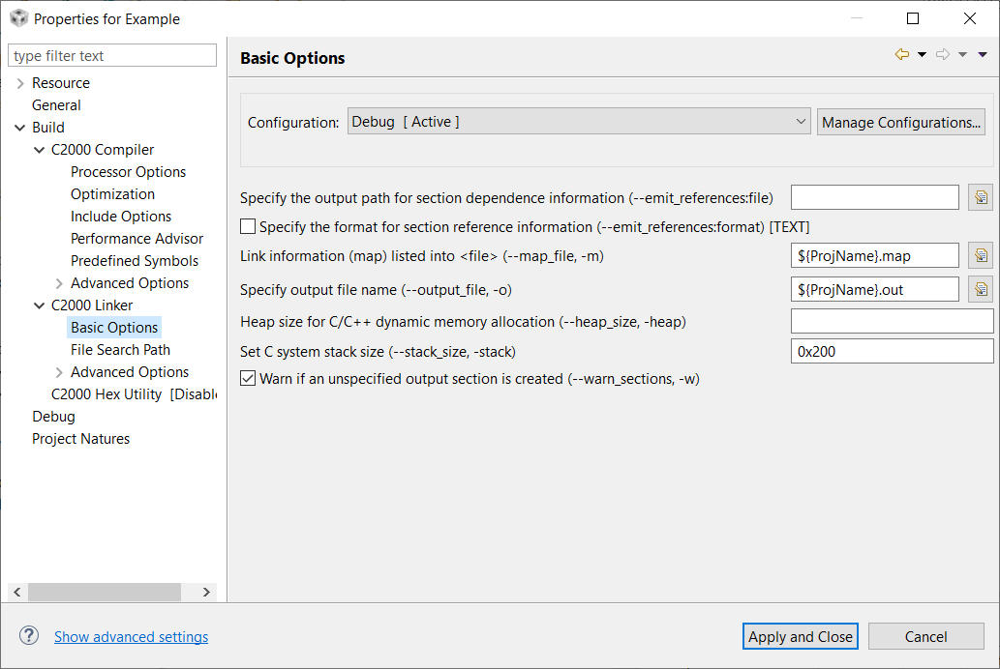 Properties for Example
type filter text
Resource
General
Build
C2000 Compiler
Processor Options
Optimization
Include Options
Performance Advisor
Predefined Symbols
Advanced Options
C2000 Linker
Basic Options
File Search Path
Advanced Options
C2000 Hex Utility [Disabl
Debug
Project Natures
Basic Options
Configuration: Debug [ Active ] Manage Configurations...
Specify the output path for section dependence information (--emit_references:file)
Specify the format for section reference information (--emit_references:format) [TEXT]
Link information (map) listed into <file> (--map_file, -m) ${ProjName}.map
Specify output file name (--output_file, -o) ${ProjName}.out
Heap size for C/C++ dynamic memory allocation (--heap_size, -heap)
Set C system stack size (--stack_size, -stack) 0x200
Warn if an unspecified output section is created (--warn_sections, -w)
Show advanced settings Apply and Close Cancel